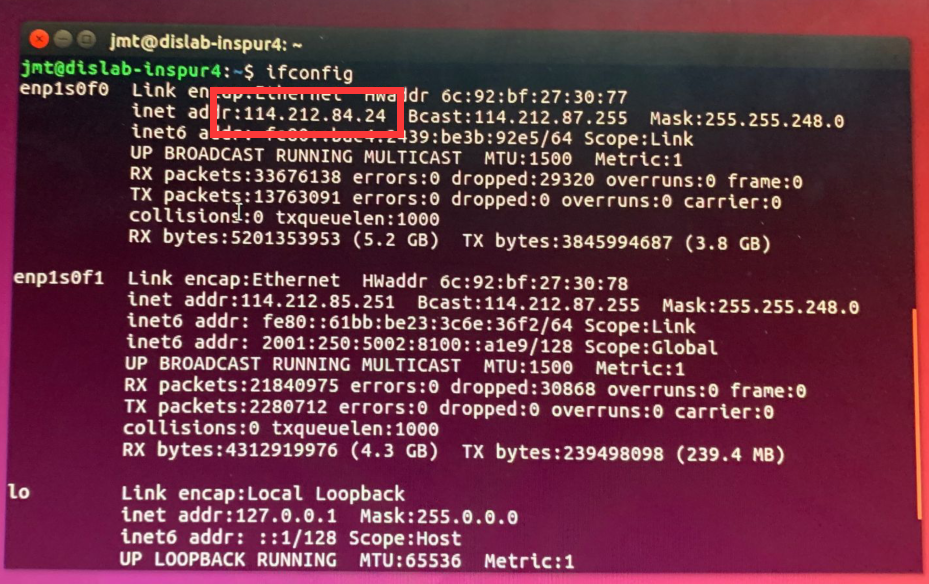 jmt@dislab-inspur4: ~
jmt@dislab-inspur4:~$ ifconfig
enp1s0f0 Link encap:Ethernet HWaddr 6c:92:bf:27:30:77
inet addr:114.212.84.24 Bcast:114.212.87.255 Mask:255.255.248.0
inet6 :be3b:92e5/64 Scope:Link
UP BROADCAST RUNNING MULTICAST MTU:1500 Metric:1
RX packets:33676138 errors:0 dropped:29320 overruns:0 frame:0
TX packets:13763091 errors:0 dropped:0 overruns:0 carrier:0
collisions:0 txqueuelen:1000
RX bytes:5201353953 (5.2 GB) TX bytes:3845994687 (3.8 GB)
enp1s0f1 Link encap:Ethernet HWaddr 6c:92:bf:27:30:78
inet addr:114.212.85.251 Bcast:114.212.87.255 Mask:255.255.248.0
inet6 addr: fe80::61bb:be23:3c6e:36f2/64 Scope:Link
inet6 addr: 2001:250:5002:8100::a1e9/128 Scope:Global
UP BROADCAST RUNNING MULTICAST MTU:1500 Metric:1
RX packets:21840975 errors:0 dropped:30868 overruns:0 frame:0
TX packets:2280712 errors:0 dropped:0 overruns:0 carrier:0
collisions:0 txqueuelen:1000
RX bytes:4312919976 (4.3 GB) TX bytes:239498098 (239.4 MB)
lo Link encap:Local Loopback
inet addr:127.0.0.1 Mask:255.0.0.0
inet6 addr: ::1/128 Scope:Host
UP LOOPBACK RUNNING MTU:65536 Metric:1